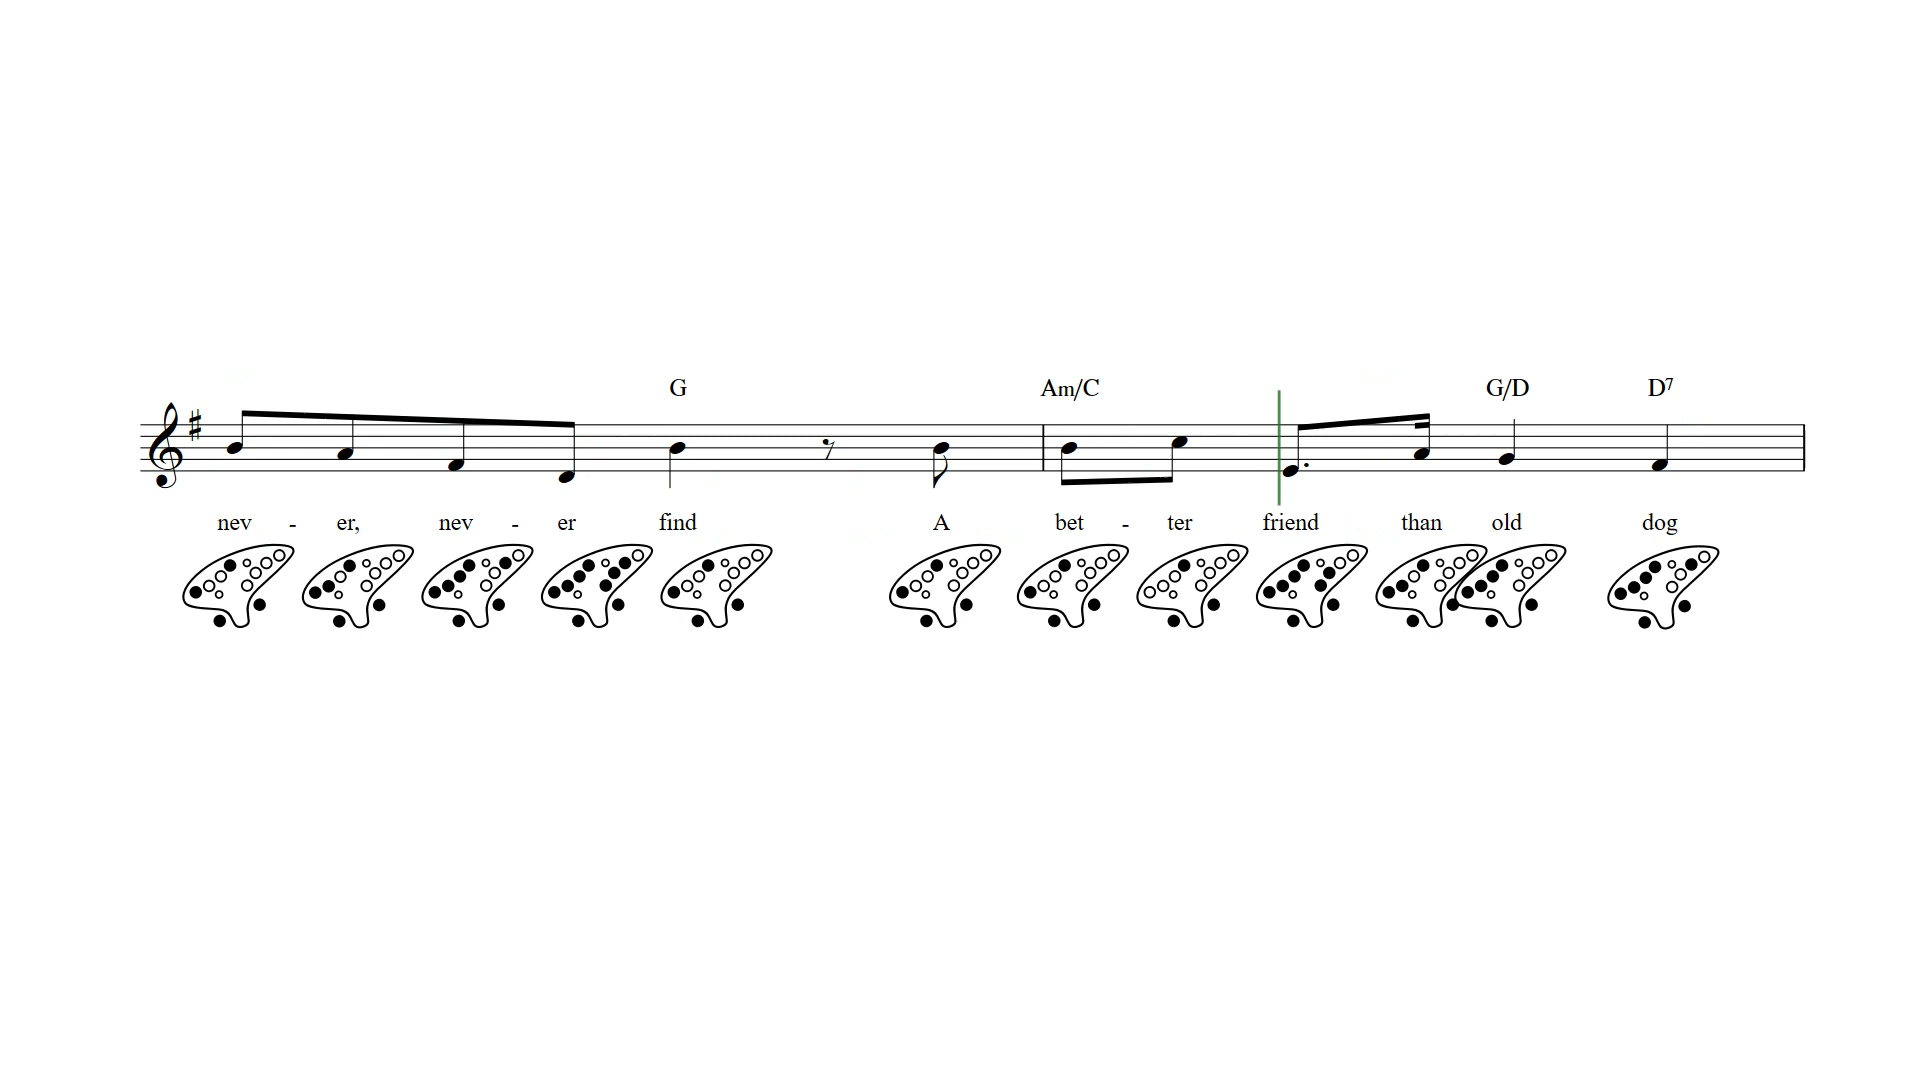 G Am/C G/D D7
nev - er, nev - er find A bet - ter friend than old dog